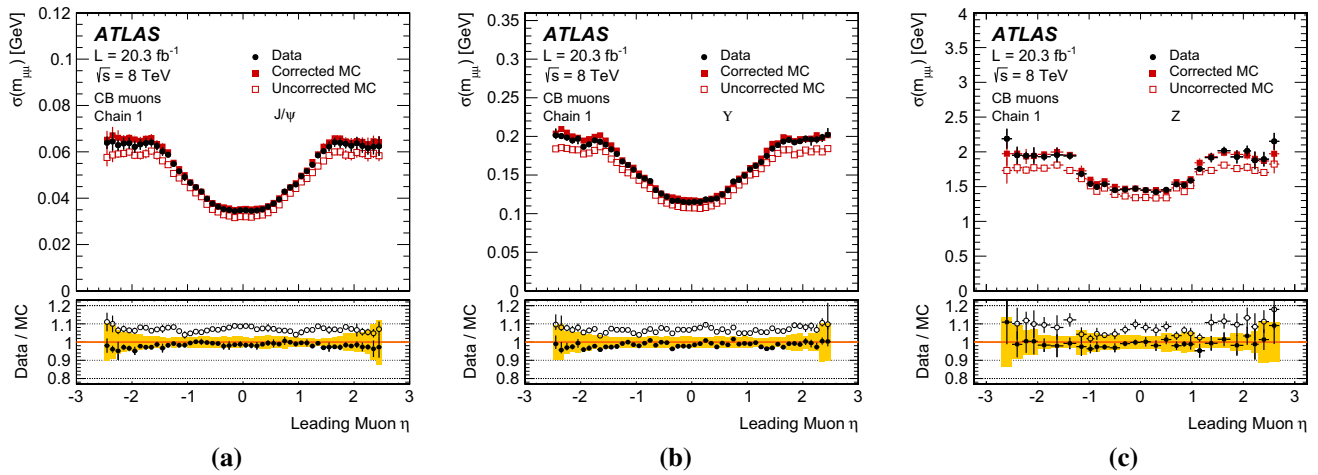 σ(m_μμ) [GeV]
0.12
0.1
0.08
0.06
0.04
0.02
0
ATLAS
L = 20.3 fb⁻¹
√s = 8 TeV
CB muons
Chain 1
Data
Corrected MC
Uncorrected MC
J/ψ
Data / MC
1.2
1.1
1
0.9
0.8
-3 -2 -1 0 1 2 3
Leading Muon η
(a)
σ(m_μμ) [GeV]
0.35
0.3
0.25
0.2
0.15
0.1
0.05
0
ATLAS
L = 20.3 fb⁻¹
√s = 8 TeV
CB muons
Chain 1
Data
Corrected MC
Uncorrected MC
ϒ
Data / MC
1.2
1.1
1
0.9
0.8
-3 -2 -1 0 1 2 3
Leading Muon η
(b)
σ(m_μμ) [GeV]
4
3.5
3
2.5
2
1.5
1
0.5
0
ATLAS
L = 20.3 fb⁻¹
√s = 8 TeV
CB muons
Chain 1
Data
Corrected MC
Uncorrected MC
Z
Data / MC
1.2
1.1
1
0.9
0.8
-3 -2 -1 0 1 2 3
Leading Muon η
(c)